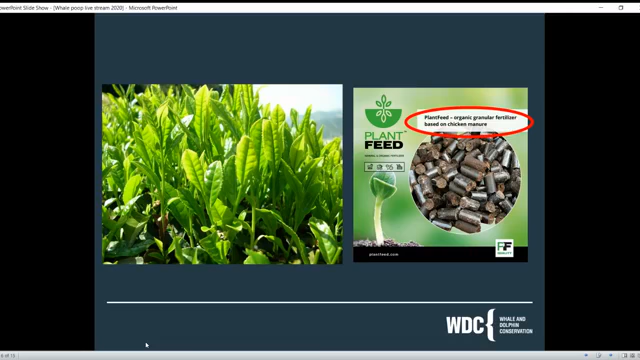 PowerPoint Slide Show - [Whale poop live stream 2020] - Microsoft PowerPoint
PlantFeed – organic granular fertilizer
based on chicken manure
PLANT
FEED
plantfeed.com
QUALITY
WDC
WHALE AND
DOLPHIN
CONSERVATION